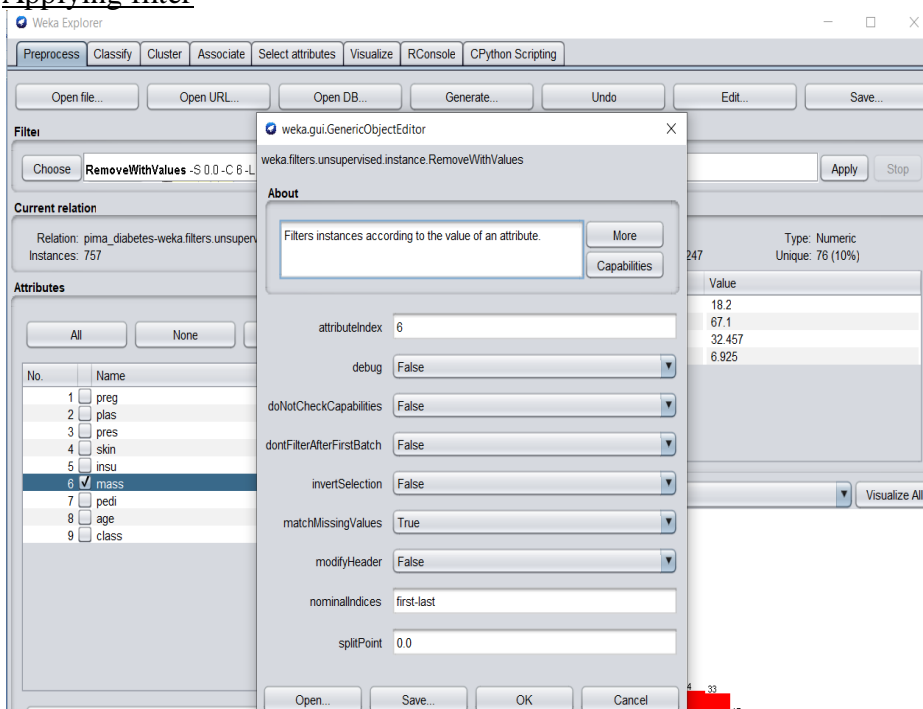 Applying filter
Weka Explorer
Preprocess Classify Cluster Associate Select attributes Visualize RConsole CPython Scripting
Open file... Open URL... Open DB... Generate... Undo Edit... Save...
Filter
Choose RemoveWithValues -S 0.0 -C 6 -L
Apply Stop
Current relation
Relation: pima_diabetes-weka.filters.unsuperv
Instances: 757
Type: Numeric
247 Unique: 76 (10%)
Attributes
All None
No. Name
1 preg
2 plas
3 pres
4 skin
5 insu
6 mass
7 pedi
8 age
9 class
weka.gui.GenericObjectEditor
weka.filters.unsupervised.instance.RemoveWithValues
About
Filters instances according to the value of an attribute.
More
Capabilities
attributeIndex 6
debug False
doNotCheckCapabilities False
dontFilterAfterFirstBatch False
invertSelection False
matchMissingValues True
modifyHeader False
nominalIndices first-last
splitPoint 0.0
Open... Save... OK Cancel
Value
18.2
67.1
32.457
6.925
Visualize All
4 33